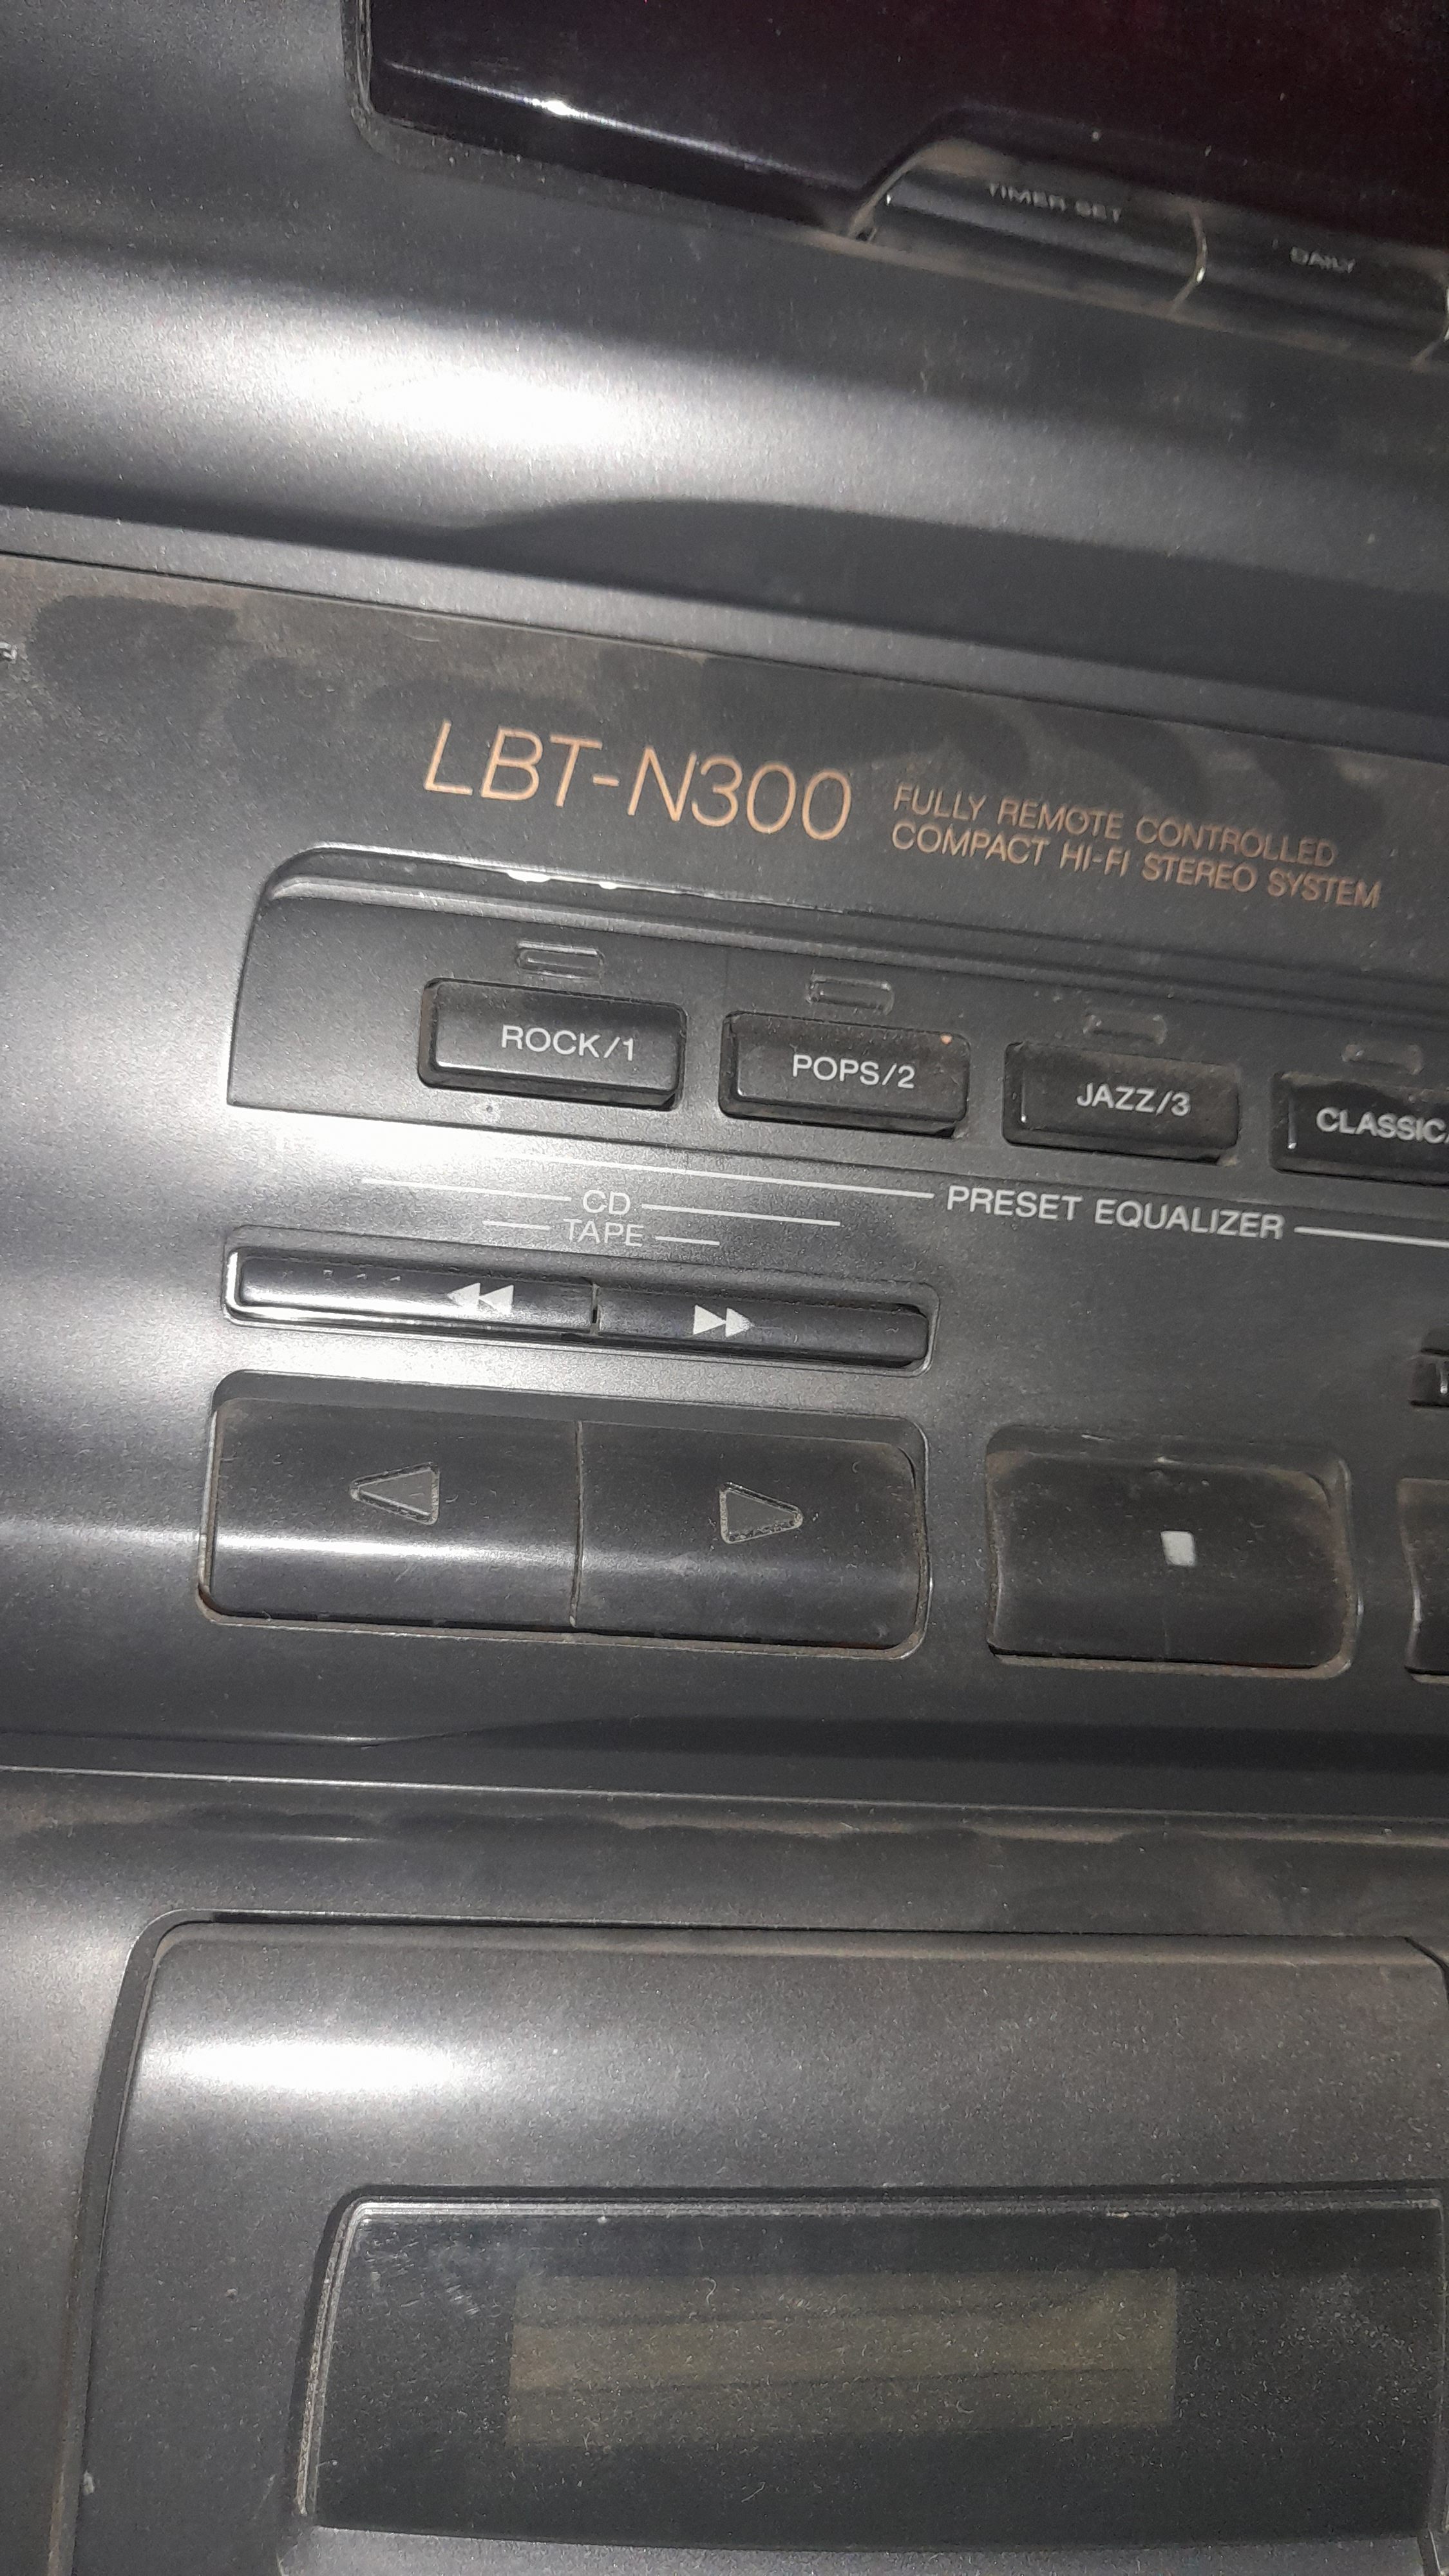 TIMER SET
DAILY
LBT-N300
FULLY REMOTE CONTROLLED
COMPACT HI-FI STEREO SYSTEM
ROCK/1
POPS/2
JAZZ/3
PRESET EQUALIZER
CD
TAPE